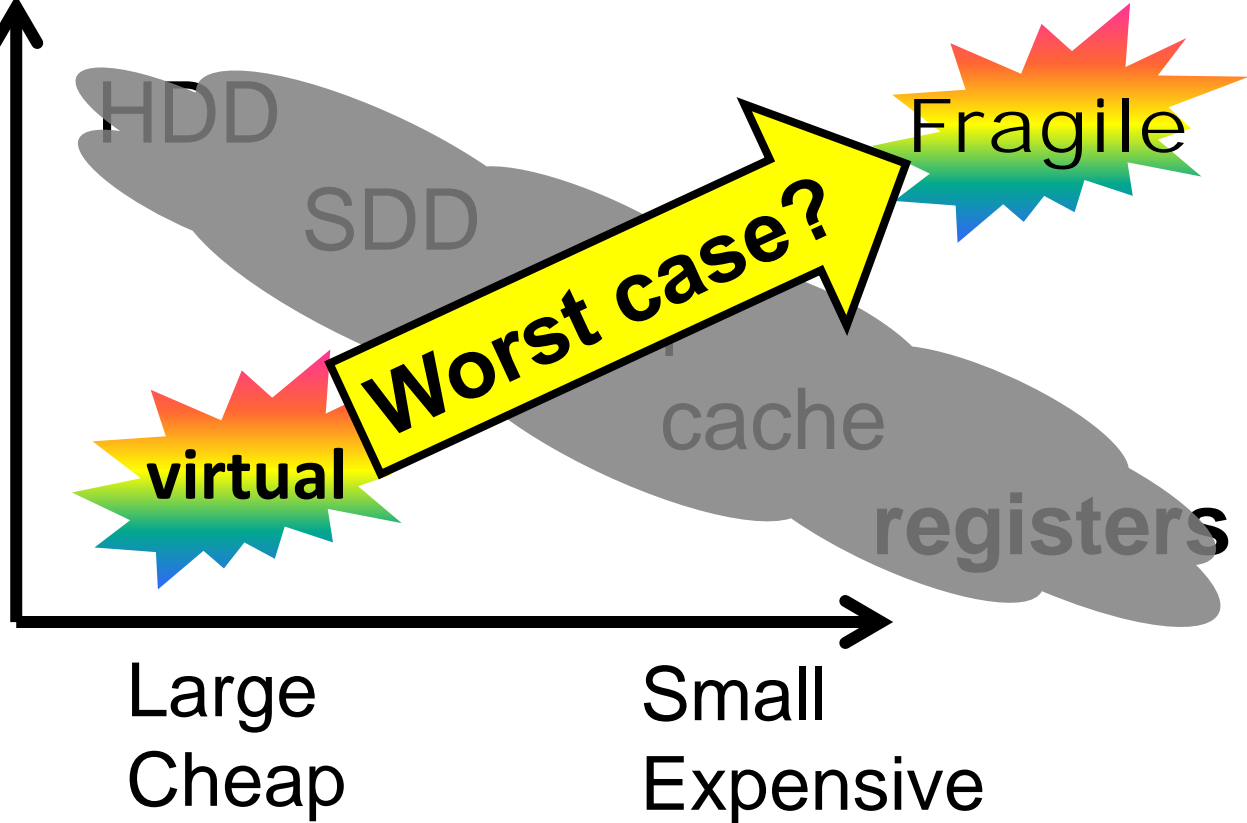 HDD
Fragile
SDD
Worst case?
cache
virtual
registers
Large
Cheap
Small
Expensive